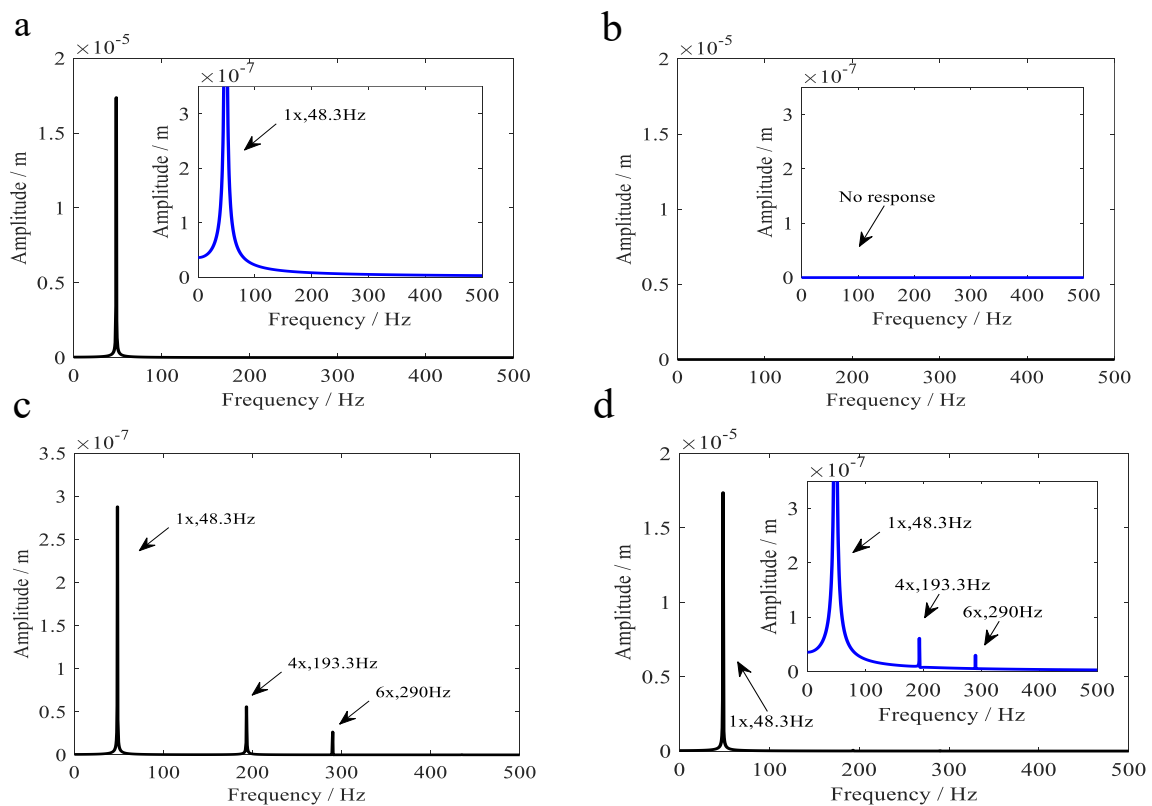 a
×10⁻⁵
2
1.5
1
0.5
0
Amplitude / m
0 100 200 300 400 500
Frequency / Hz
×10⁻⁷
3
2
1
0
Amplitude / m
1x,48.3Hz
0 100 200 300 400 500
Frequency / Hz
b
×10⁻⁵
2
1.5
1
0.5
0
Amplitude / m
0 100 200 300 400 500
Frequency / Hz
×10⁻⁷
3
2
1
0
Amplitude / m
No response
0 100 200 300 400 500
Frequency / Hz
c
×10⁻⁷
3.5
3
2.5
2
1.5
1
0.5
0
Amplitude / m
1x,48.3Hz
4x,193.3Hz
6x,290Hz
0 100 200 300 400 500
Frequency / Hz
d
×10⁻⁵
2
1.5
1
0.5
0
Amplitude / m
1x,48.3Hz
0 100 200 300 400 500
Frequency / Hz
×10⁻⁷
3
2
1
0
Amplitude / m
1x,48.3Hz
4x,193.3Hz
6x,290Hz
0 100 200 300 400 500
Frequency / Hz